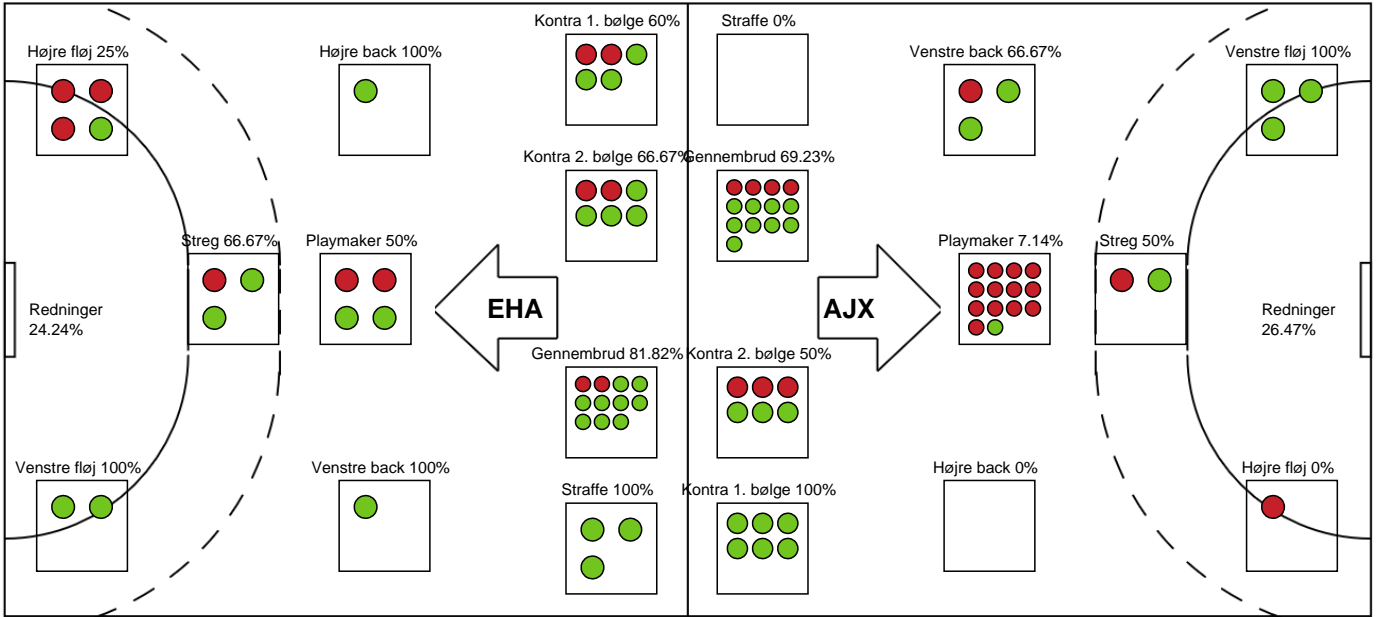 Kontra 1. bølge 60%
Straffe 0%
Højre fløj 25%
Højre back 100%
Venstre back 66.67%
Venstre fløj 100%
Kontra 2. bølge 66.67%
Gennembrud 69.23%
Streg 66.67%
Playmaker 50%
Playmaker 7.14%
Streg 50%
EHA
AJX
Redninger
24.24%
Redninger
26.47%
Gennembrud 81.82%
Kontra 2. bølge 50%
Venstre fløj 100%
Venstre back 100%
Straffe 100%
Kontra 1. bølge 100%
Højre back 0%
Højre fløj 0%